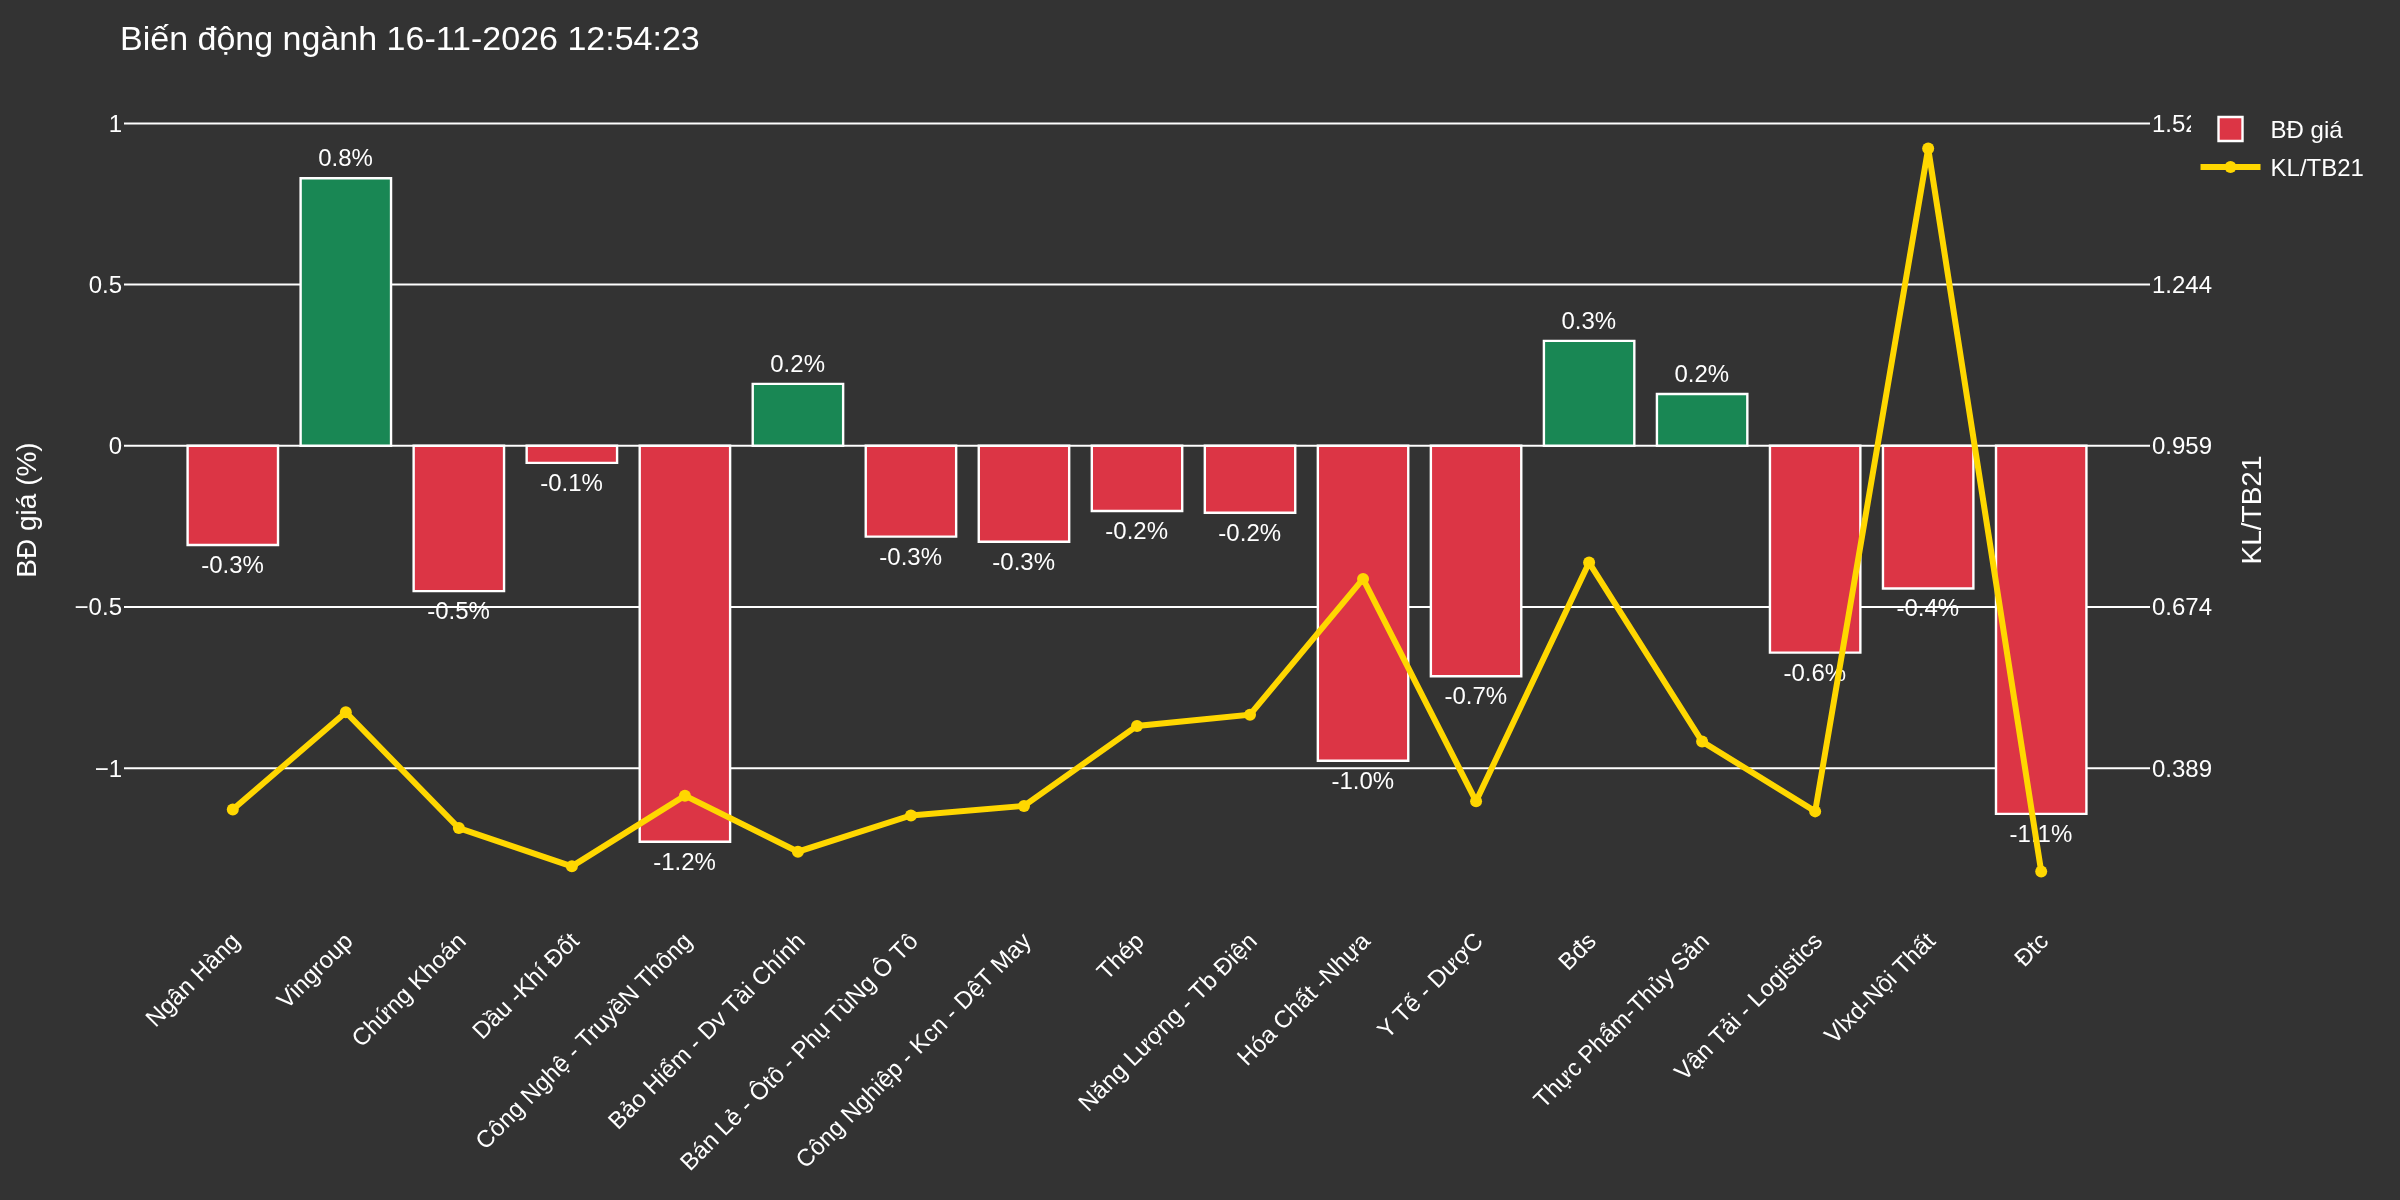 Biến động ngành 16-11-2026 12:54:23
1
0.5
0
−0.5
−1
BĐ giá (%)
0.8%
0.2%
0.3%
0.2%
-0.3%
-0.5%
-0.1%
-1.2%
-0.3%
-0.3%
-0.2%
-0.2%
-1.0%
-0.7%
-0.6%
-0.4%
-1.1%
1.244
0.959
0.674
0.389
KL/TB21
BĐ giá
KL/TB21
Ngân Hàng
Vingroup
Chứng Khoán
Dầu -Khí Đốt
Công Nghệ - TruyềN Thông
Bảo Hiểm - Dv Tài Chính
Bán Lẻ - Ôtô - Phụ TùNg Ô Tô
Công Nghiệp - Kcn - DệT May
Thép
Năng Lượng - Tb Điện
Hóa Chất -Nhựa
Y Tế - DượC
Bđs
Thực Phẩm-Thủy Sản
Vận Tải - Logistics
Vlxd-Nội Thất
Đtc